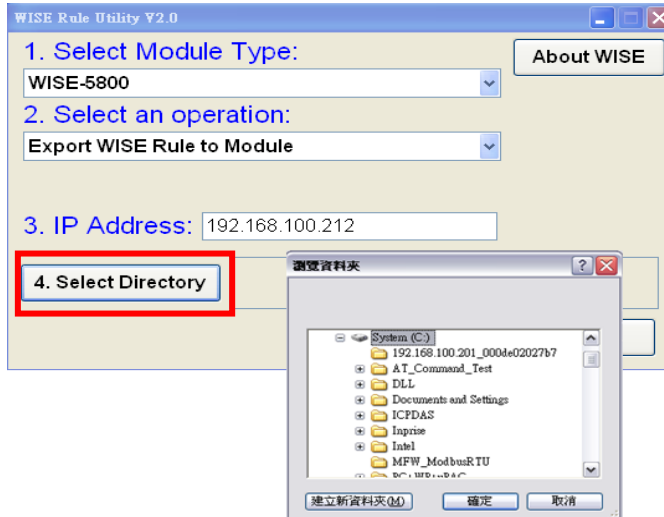 WISE Rule Utility V2.0
1. Select Module Type:
About WISE
WISE-5800
2. Select an operation:
Export WISE Rule to Module
3. IP Address: 192.168.100.212
4. Select Directory
瀏覽資料夾
System (C:)
192.168.100.201_000de02027b7
AT_Command_Test
DLL
Documents and Settings
ICPDAS
Inprise
Intel
MFW_ModbusRTU
建立新資料夾(M)
確定
取消